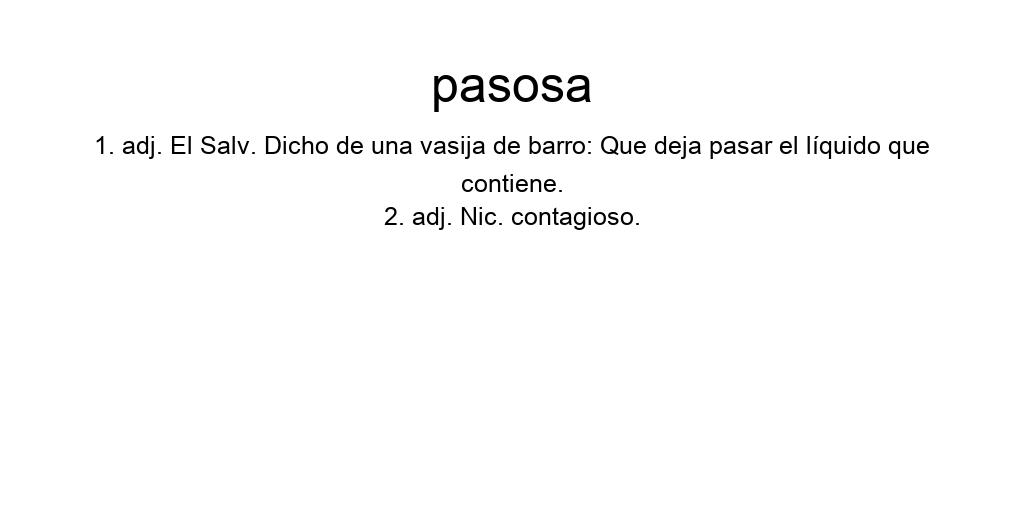 pasosa
1. adj. El Salv. Dicho de una vasija de barro: Que deja pasar el líquido que
contiene.
2. adj. Nic. contagioso.